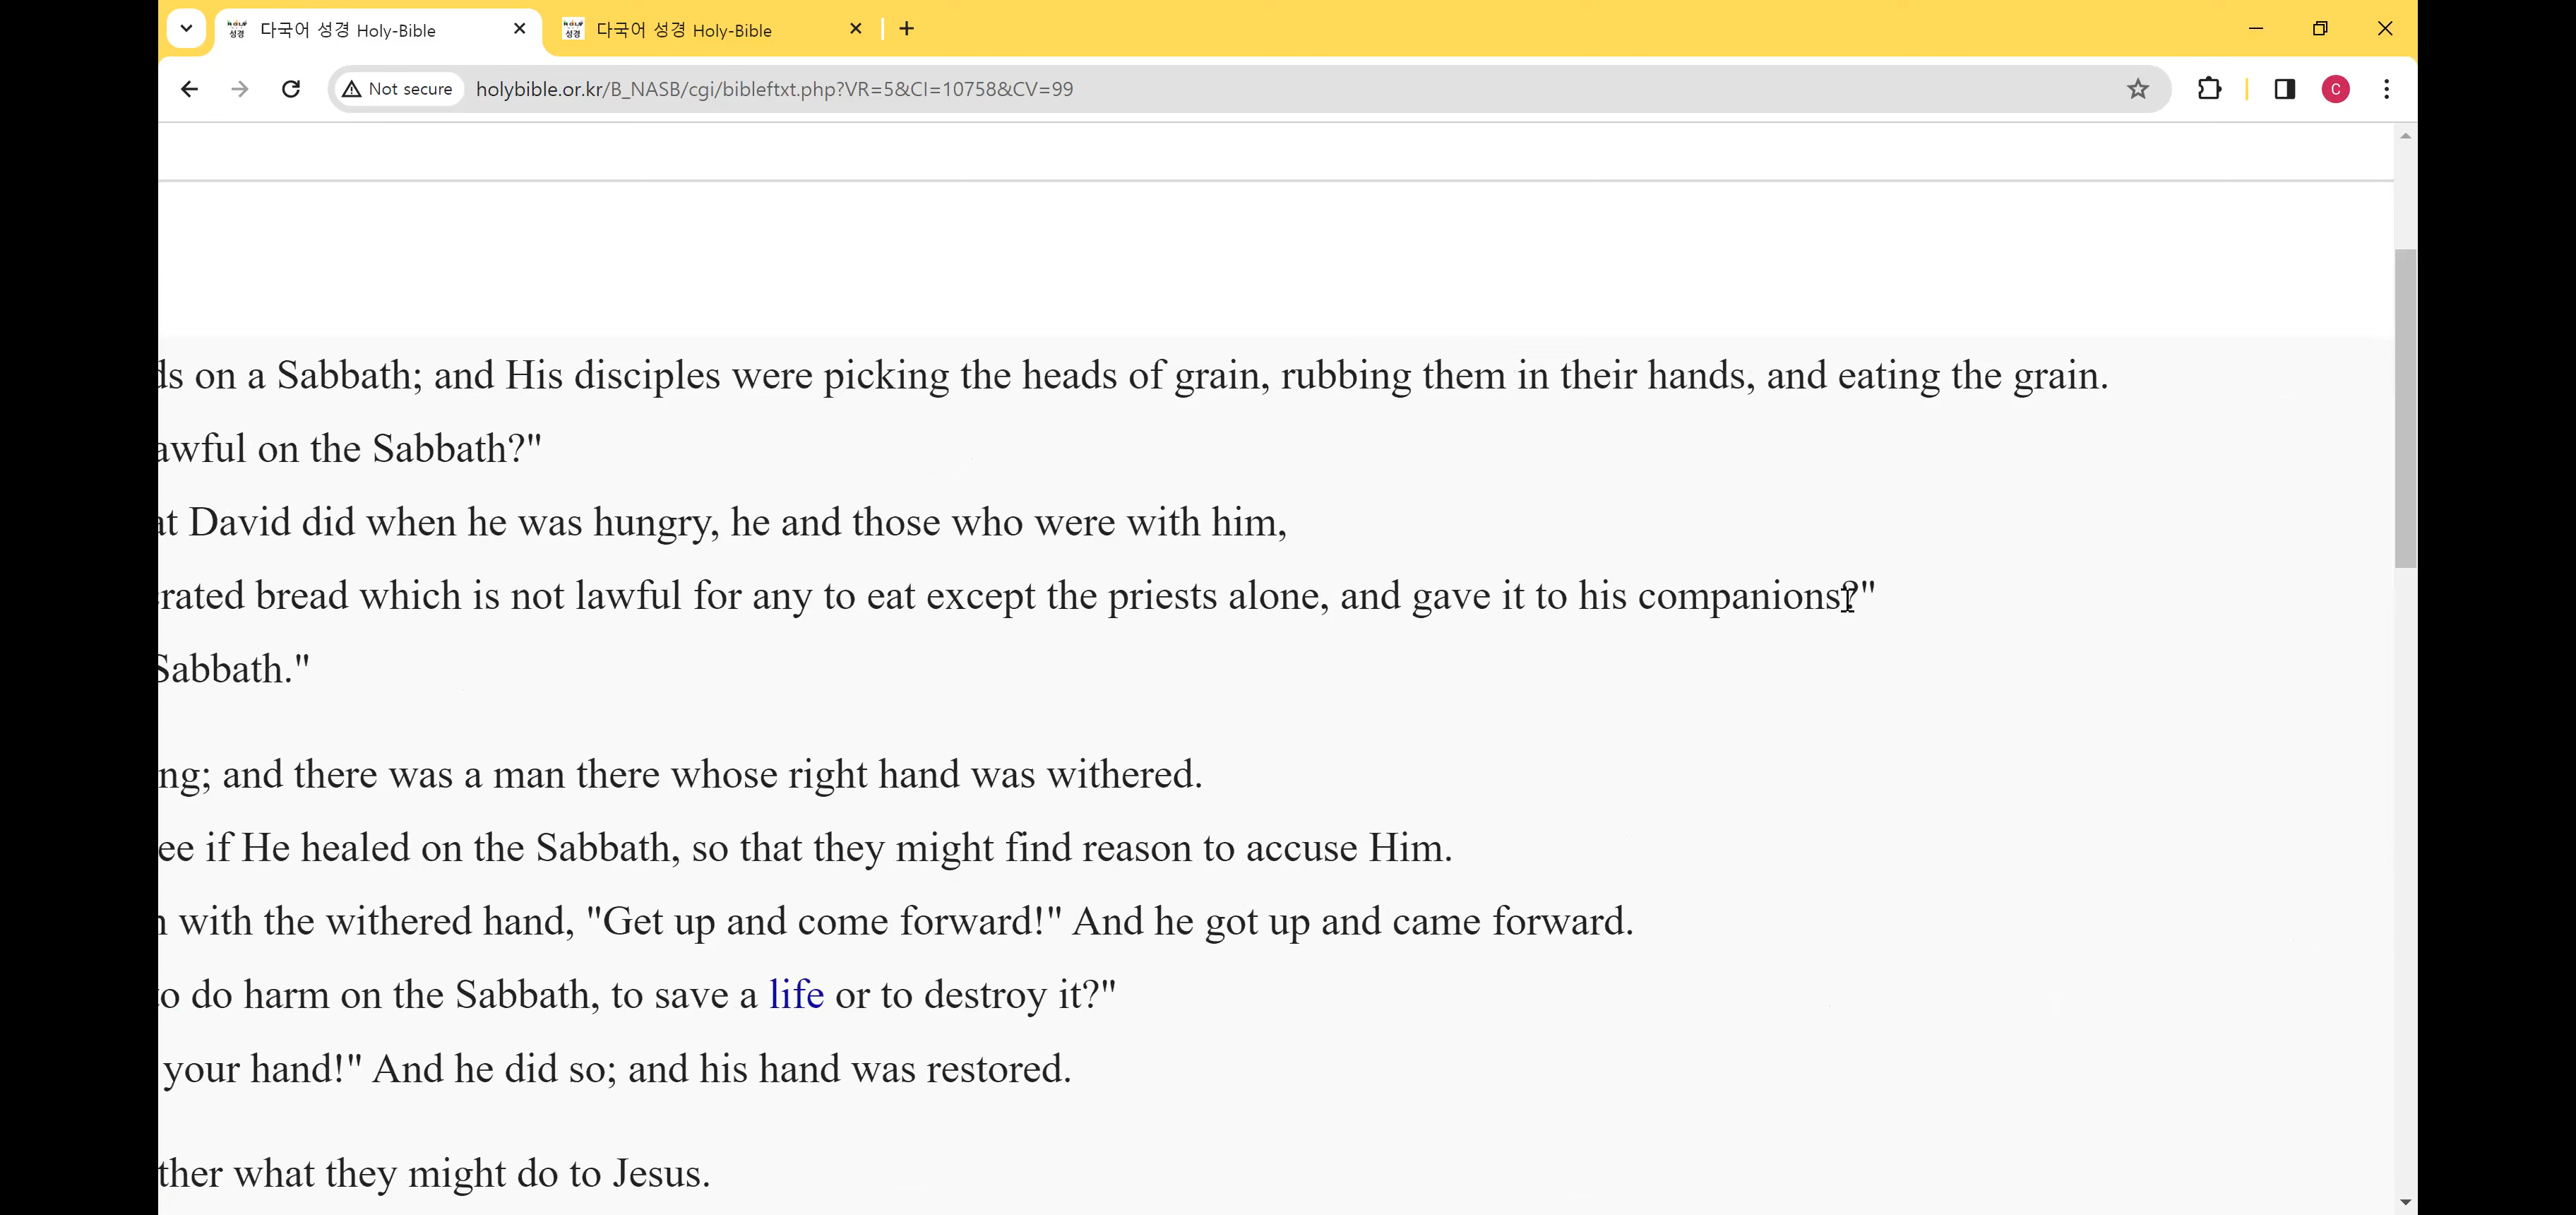 다국어 성경 Holy-Bible
다국어 성경 Holy-Bible
Not secure holybible.or.kr/B_NASB/cgi/bibleftxt.php?VR=5&CI=10758&CV=99
C
ds on a Sabbath; and His disciples were picking the heads of grain, rubbing them in their hands, and eating the grain.
awful on the Sabbath?"
at David did when he was hungry, he and those who were with him,
rated bread which is not lawful for any to eat except the priests alone, and gave it to his companions?"
Sabbath."
ng; and there was a man there whose right hand was withered.
ee if He healed on the Sabbath, so that they might find reason to accuse Him.
with the withered hand, "Get up and come forward!" And he got up and came forward.
to do harm on the Sabbath, to save a life or to destroy it?"
your hand!" And he did so; and his hand was restored.
ther what they might do to Jesus.